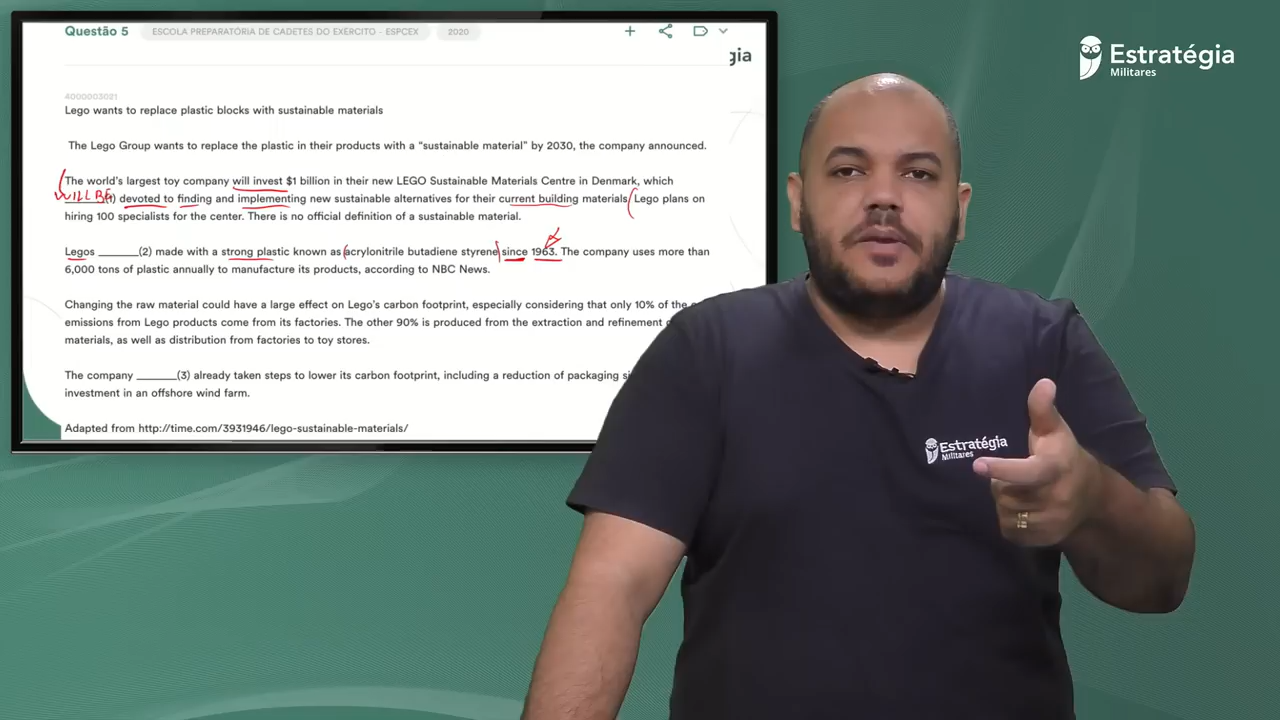 Questão 5 ESCOLA PREPARATÓRIA DE CADETES DO EXÉRCITO - ESPCEX 2020
gia
4000003021
Lego wants to replace plastic blocks with sustainable materials
The Lego Group wants to replace the plastic in their products with a “sustainable material” by 2030, the company announced.
The world's largest toy company will invest $1 billion in their new LEGO Sustainable Materials Centre in Denmark, which
WILL BE (1) devoted to finding and implementing new sustainable alternatives for their current building materials. Lego plans on
hiring 100 specialists for the center. There is no official definition of a sustainable material.
Legos ______(2) made with a strong plastic known as acrylonitrile butadiene styrene since 1963. The company uses more than
6,000 tons of plastic annually to manufacture its products, according to NBC News.
Changing the raw material could have a large effect on Lego's carbon footprint, especially considering that only 10% of the
emissions from Lego products come from its factories. The other 90% is produced from the extraction and refinement
materials, as well as distribution from factories to toy stores.
The company ______(3) already taken steps to lower its carbon footprint, including a reduction of packaging
investment in an offshore wind farm.
Adapted from http://time.com/3931946/lego-sustainable-materials/
Estratégia
Militares
Estratégia
Militares